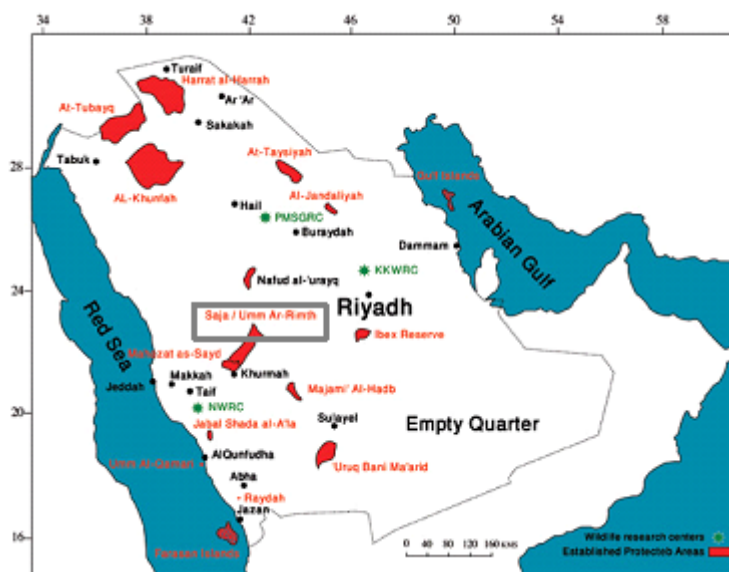 34 38 42 46 50 54 58
Turaif
Harrat al-Harrah
Ar 'Ar
At-Tubayq
Sakakah
At-Taysiyah
28
Tabuk
Gulf Islands
AL-Khunfah
Al-Jandaliyah
Hail
PMSGRC
Buraydah
Arabian Gulf
Dammam
KKWRC
Nafud al-'urayq
24
Riyadh
Saja / Umm Ar-Rimth
Red Sea
Ibex Reserve
Mahazat as-Sayd
Khurmah
Makkah
Jeddah
Taif
Majami' Al-Hadb
20
NWRC
Sulayel
Empty Quarter
Jabal Shada al-A'la
AlQunfudha
Umm Al-Qamari
Uruq Bani Ma'arid
Abha
Raydah
Jazan
16
Farasan Islands
0 40 80 120 160 KMS
Wildlife research centers
Established Protecteb Areas